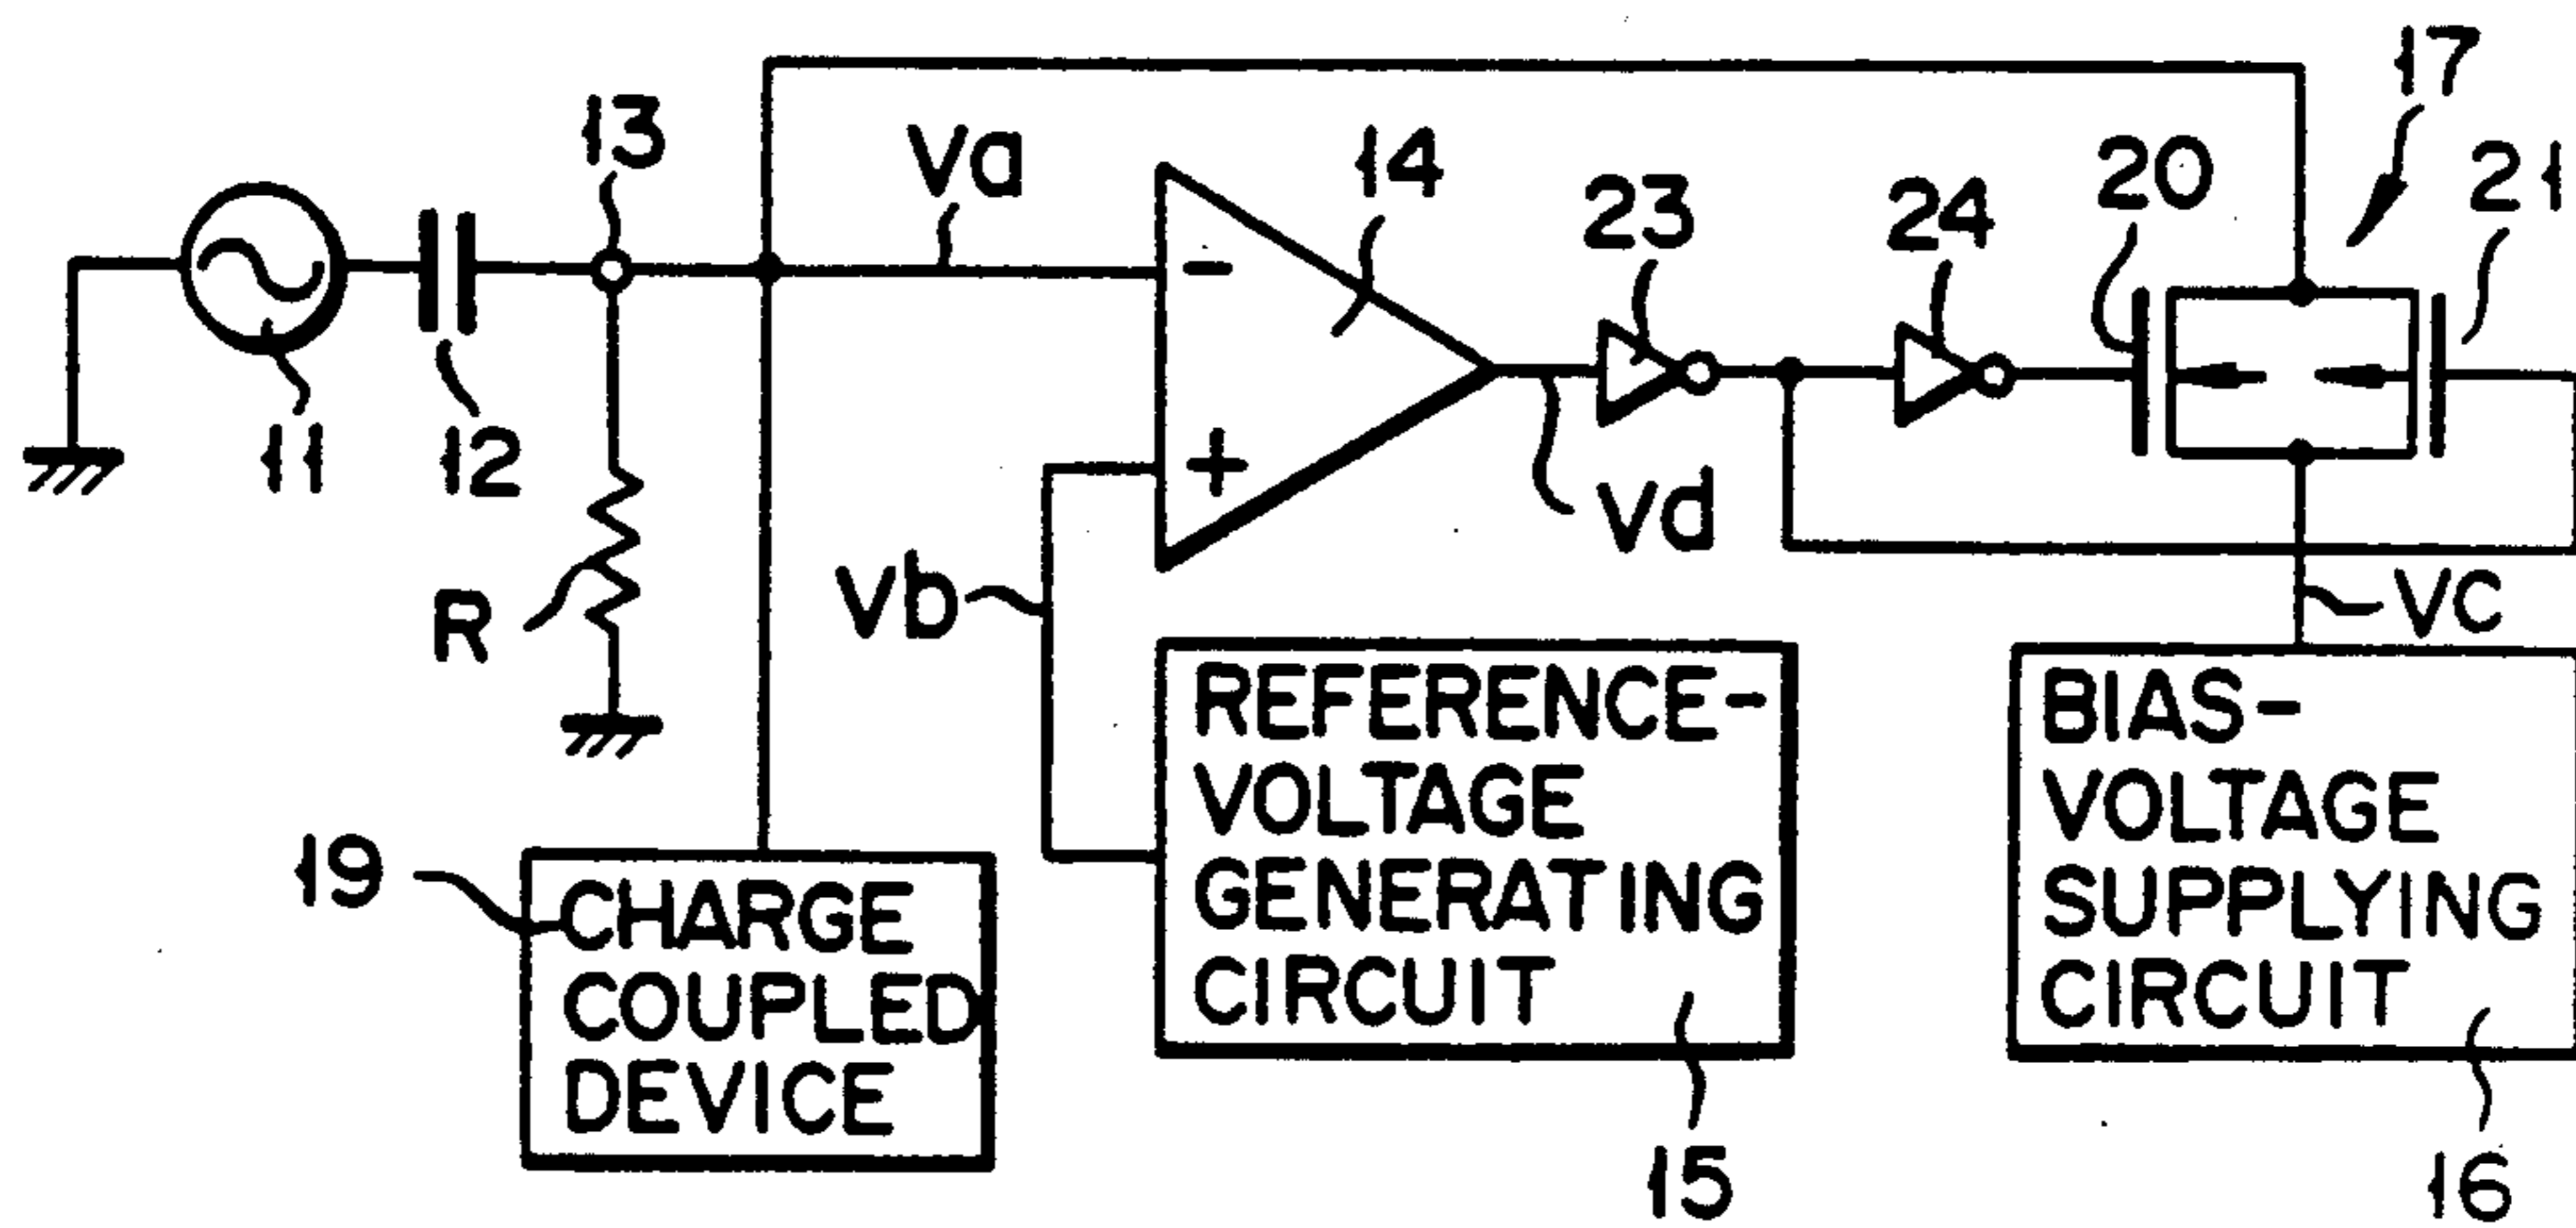 17
13
Va
14
23
24
20
21
-
11
12
+
Vd
R
Vb
Vc
19
CHARGE
COUPLED
DEVICE
REFERENCE-
VOLTAGE
GENERATING
CIRCUIT
15
BIAS-
VOLTAGE
SUPPLYING
CIRCUIT
16